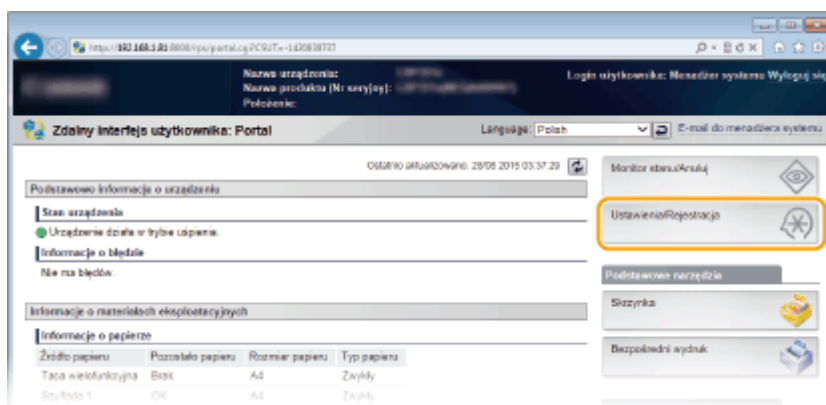 Nazwa urządzenia:
Nazwa produktu (Nr seryjny):
Położenie:
Login użytkownika: Menedżer systemu Wyloguj się
Zdalny interfejs użytkownika: Portal
Language: Polish
E-mail do menadżera systemu
Ostatnio aktualizowano: 28/08 2015 03:37:29
Podstawowe informacje o urządzeniu
Stan urządzenia
Urządzenie działa w trybie uśpienia.
Informacje o błędzie
Nie ma błędów.
Informacje o materiałach eksploatacyjnych
Informacje o papierze
Źródło papieru Pozostało papieru Rozmiar papieru Typ papieru
Taca wielofunkcyjna Brak A4 Zwykły
Szuflada 1 OK A4 Zwykły
Monitor stanu/Anuluj
Ustawienia/Rejestracja
Podstawowe narzędzia
Skrzynka
Bezpośredni wydruk